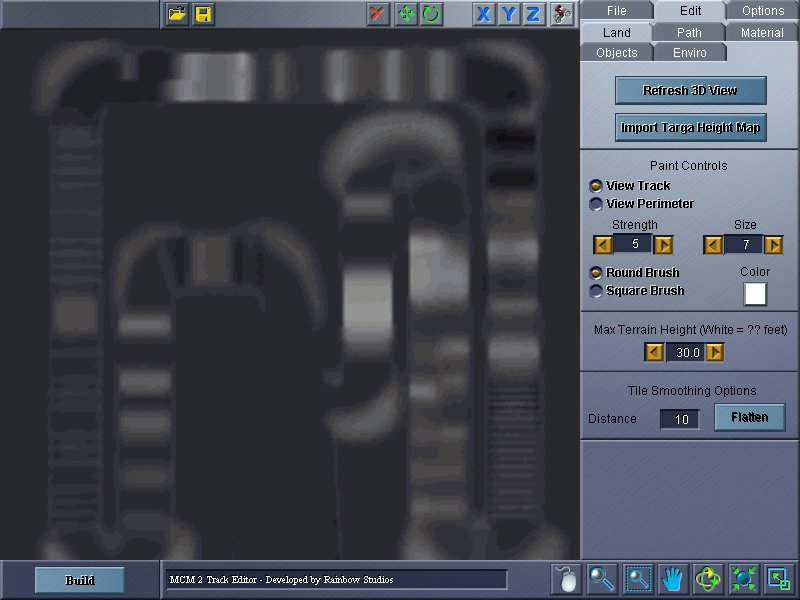 X Y Z
File Edit Options
Land Path Material
Objects Enviro
Refresh 3D View
Import Targa Height Map
Paint Controls
View Track
View Perimeter
Strength Size
5 7
Round Brush Color
Square Brush
Max Terrain Height (White = ?? feet)
30.0
Tile Smoothing Options
Distance 10 Flatten
Build MCM 2 Track Editor - Developed by Rainbow Studios